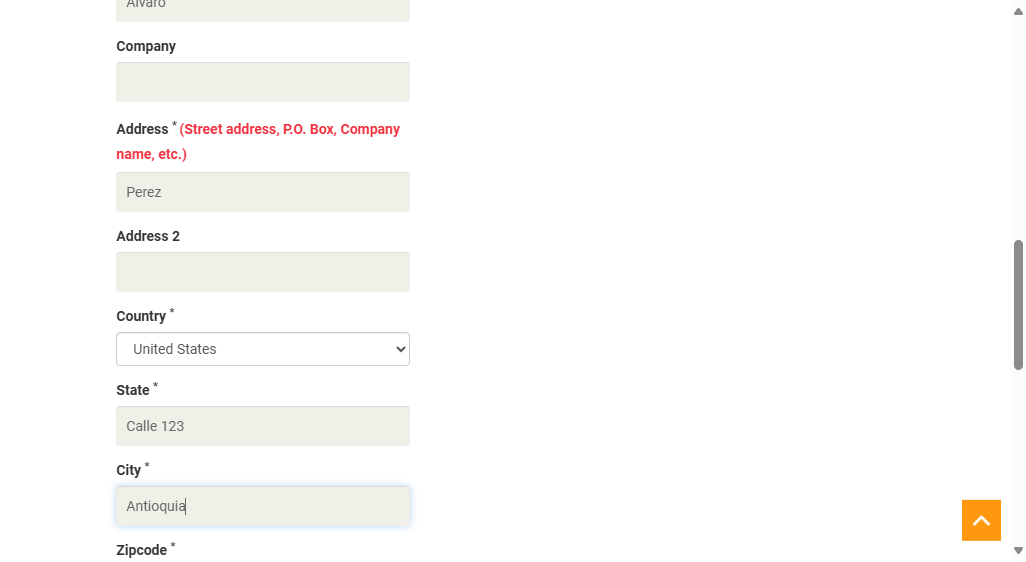 Alvaro
Company
Address * (Street address, P.O. Box, Company
name, etc.)
Perez
Address 2
Country *
United States
State *
Calle 123
City *
Antioquia
Zipcode *